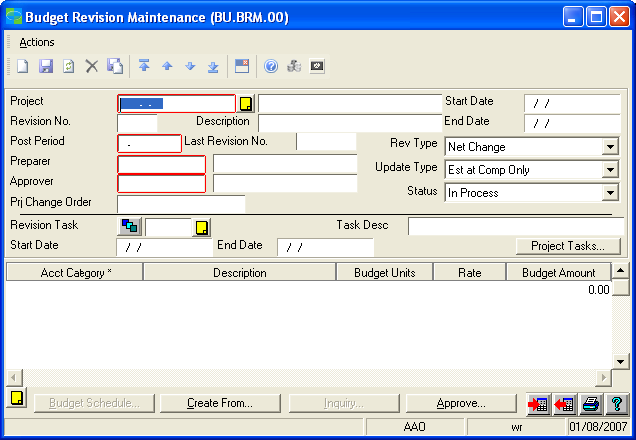 Budget Revision Maintenance (BU.BRM.00)
Actions
Project . . Start Date / /
Revision No. Description End Date / /
Post Period . Last Revision No. Rev Type Net Change
Preparer Update Type Est at Comp Only
Approver Status In Process
Prj Change Order
Revision Task Task Desc
Start Date / / End Date / / Project Tasks...
Acct Category * Description Budget Units Rate Budget Amount
0.00
Budget Schedule... Create From... Inquiry... Approve...
AAO wr 01/08/2007